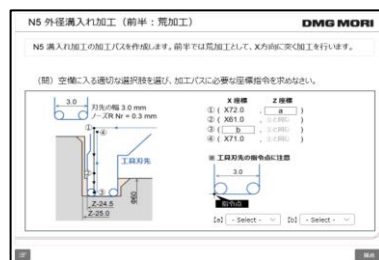 N5 外径溝入れ加工（前半：荒加工）
DMG MORI
N5 溝入れ加工の加工パスを作成します。前半では荒加工として、X方向に突く加工を行います。
（問）空欄に入る適切な選択肢を選び、加工パスに必要な座標指令を求めなさい。
3.0
刃先の幅 3.0 mm
ノーズR Nr = 0.3 mm
①
④
②
③
工具刃先
Z-24.5
Z-25.0
Φ60
X 座標 Z 座標
① ( X72.0 , a )
② ( X61.0 , 上と同じ )
③ ( b , 上と同じ )
④ ( X71.0 , 上と同じ )
※ 工具刃先の指令点に注意
3.0
指令点
【a】 - Select - 【b】 - Select -